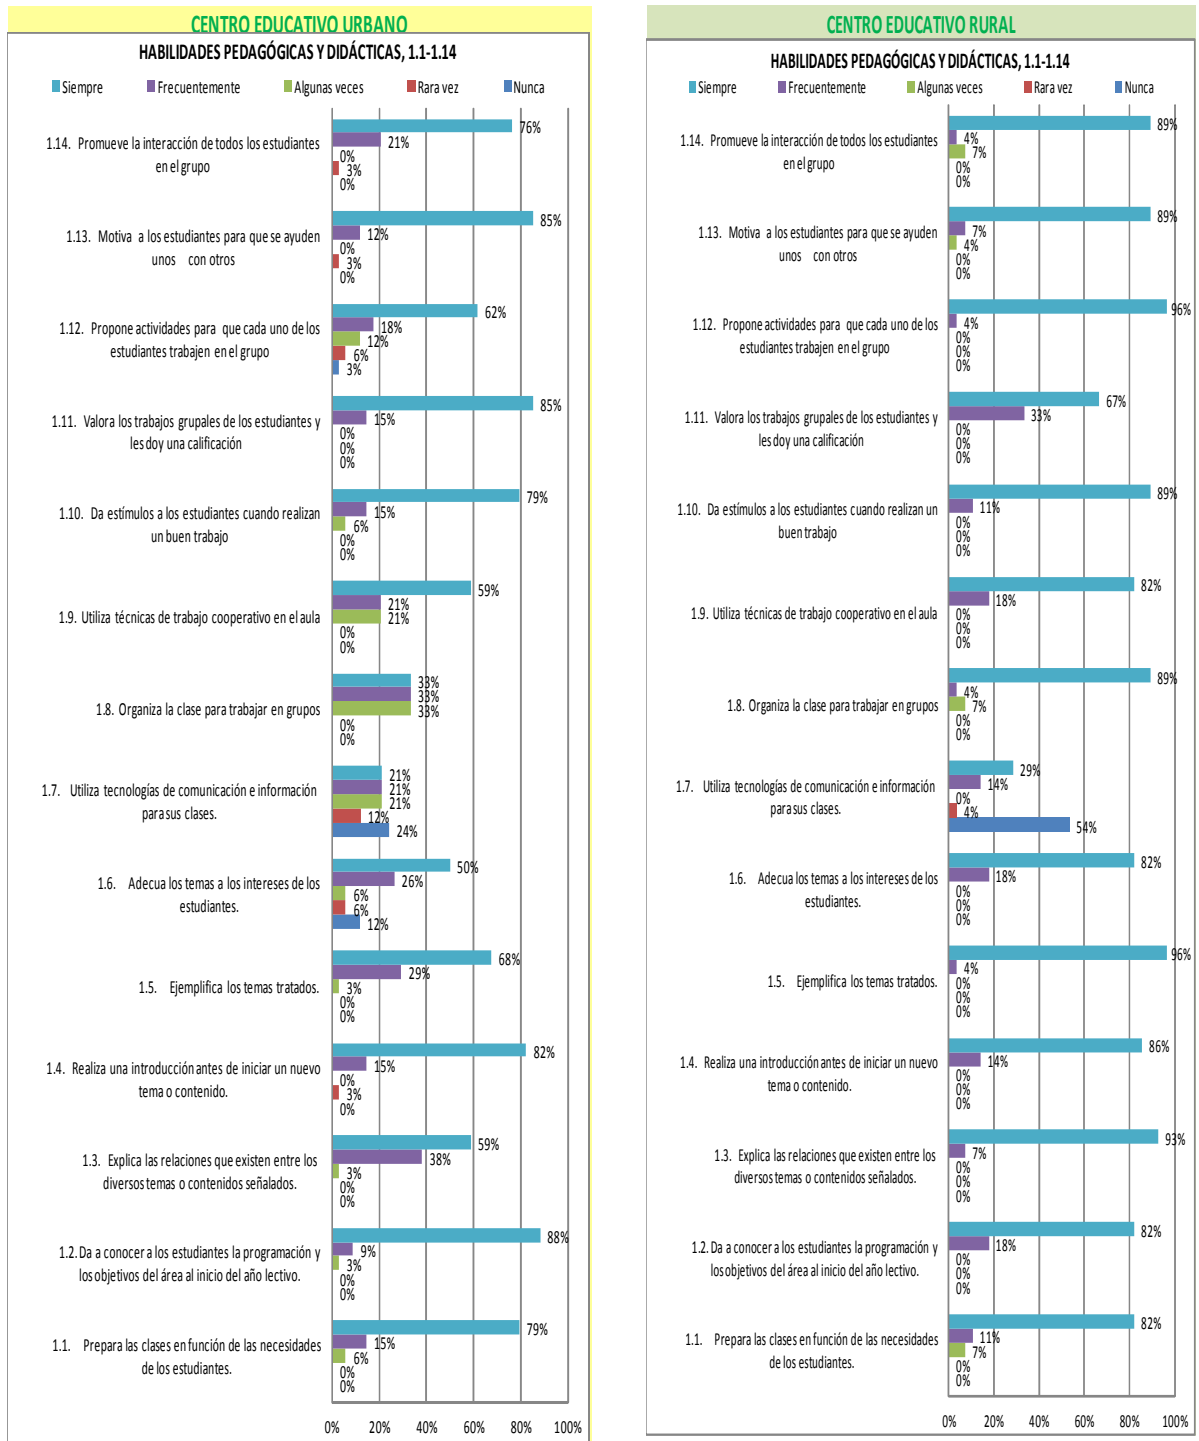 CENTRO EDUCATIVO URBANO
HABILIDADES PEDAGÓGICAS Y DIDÁCTICAS, 1.1-1.14
Siempre Frecuentemente Algunas veces Rara vez Nunca
1.14. Promueve la interacción de todos los estudiantes
en el grupo
76%
21%
0%
3%
0%
1.13. Motiva a los estudiantes para que se ayuden
unos con otros
85%
12%
0%
3%
0%
1.12. Propone actividades para que cada uno de los
estudiantes trabajen en el grupo
62%
18%
12%
6%
3%
1.11. Valora los trabajos grupales de los estudiantes y
les doy una calificación
85%
15%
0%
0%
0%
1.10. Da estímulos a los estudiantes cuando realizan
un buen trabajo
79%
15%
6%
0%
0%
1.9. Utiliza técnicas de trabajo cooperativo en el aula
59%
21%
21%
0%
0%
1.8. Organiza la clase para trabajar en grupos
33%
33%
33%
0%
0%
1.7. Utiliza tecnologías de comunicación e información
para sus clases.
21%
21%
21%
12%
24%
1.6. Adecua los temas a los intereses de los
estudiantes.
50%
26%
6%
6%
12%
1.5. Ejemplifica los temas tratados.
68%
29%
3%
0%
0%
1.4. Realiza una introducción antes de iniciar un nuevo
tema o contenido.
82%
15%
0%
3%
0%
1.3. Explica las relaciones que existen entre los
diversos temas o contenidos señalados.
59%
38%
3%
0%
0%
1.2. Da a conocer a los estudiantes la programación y
los objetivos del área al inicio del año lectivo.
88%
9%
3%
0%
0%
1.1. Prepara las clases en función de las necesidades
de los estudiantes.
79%
15%
6%
0%
0%
0% 20% 40% 60% 80% 100%
CENTRO EDUCATIVO RURAL
HABILIDADES PEDAGÓGICAS Y DIDÁCTICAS, 1.1-1.14
Siempre Frecuentemente Algunas veces Rara vez Nunca
1.14. Promueve la interacción de todos los estudiantes
en el grupo
89%
4%
7%
0%
0%
1.13. Motiva a los estudiantes para que se ayuden
unos con otros
89%
7%
4%
0%
0%
1.12. Propone actividades para que cada uno de los
estudiantes trabajen en el grupo
96%
4%
0%
0%
0%
1.11. Valora los trabajos grupales de los estudiantes y
les doy una calificación
67%
33%
0%
0%
0%
1.10. Da estímulos a los estudiantes cuando realizan un
buen trabajo
89%
11%
0%
0%
0%
1.9. Utiliza técnicas de trabajo cooperativo en el aula
82%
18%
0%
0%
0%
1.8. Organiza la clase para trabajar en grupos
89%
4%
7%
0%
0%
1.7. Utiliza tecnologías de comunicación e información
para sus clases.
29%
14%
0%
4%
54%
1.6. Adecua los temas a los intereses de los
estudiantes.
82%
18%
0%
0%
0%
1.5. Ejemplifica los temas tratados.
96%
4%
0%
0%
0%
1.4. Realiza una introducción antes de iniciar un nuevo
tema o contenido.
86%
14%
0%
0%
0%
1.3. Explica las relaciones que existen entre los
diversos temas o contenidos señalados.
93%
7%
0%
0%
0%
1.2. Da a conocer a los estudiantes la programación y
los objetivos del área al inicio del año lectivo.
82%
18%
0%
0%
0%
1.1. Prepara las clases en función de las necesidades
de los estudiantes.
82%
11%
7%
0%
0%
0% 20% 40% 60% 80% 100%